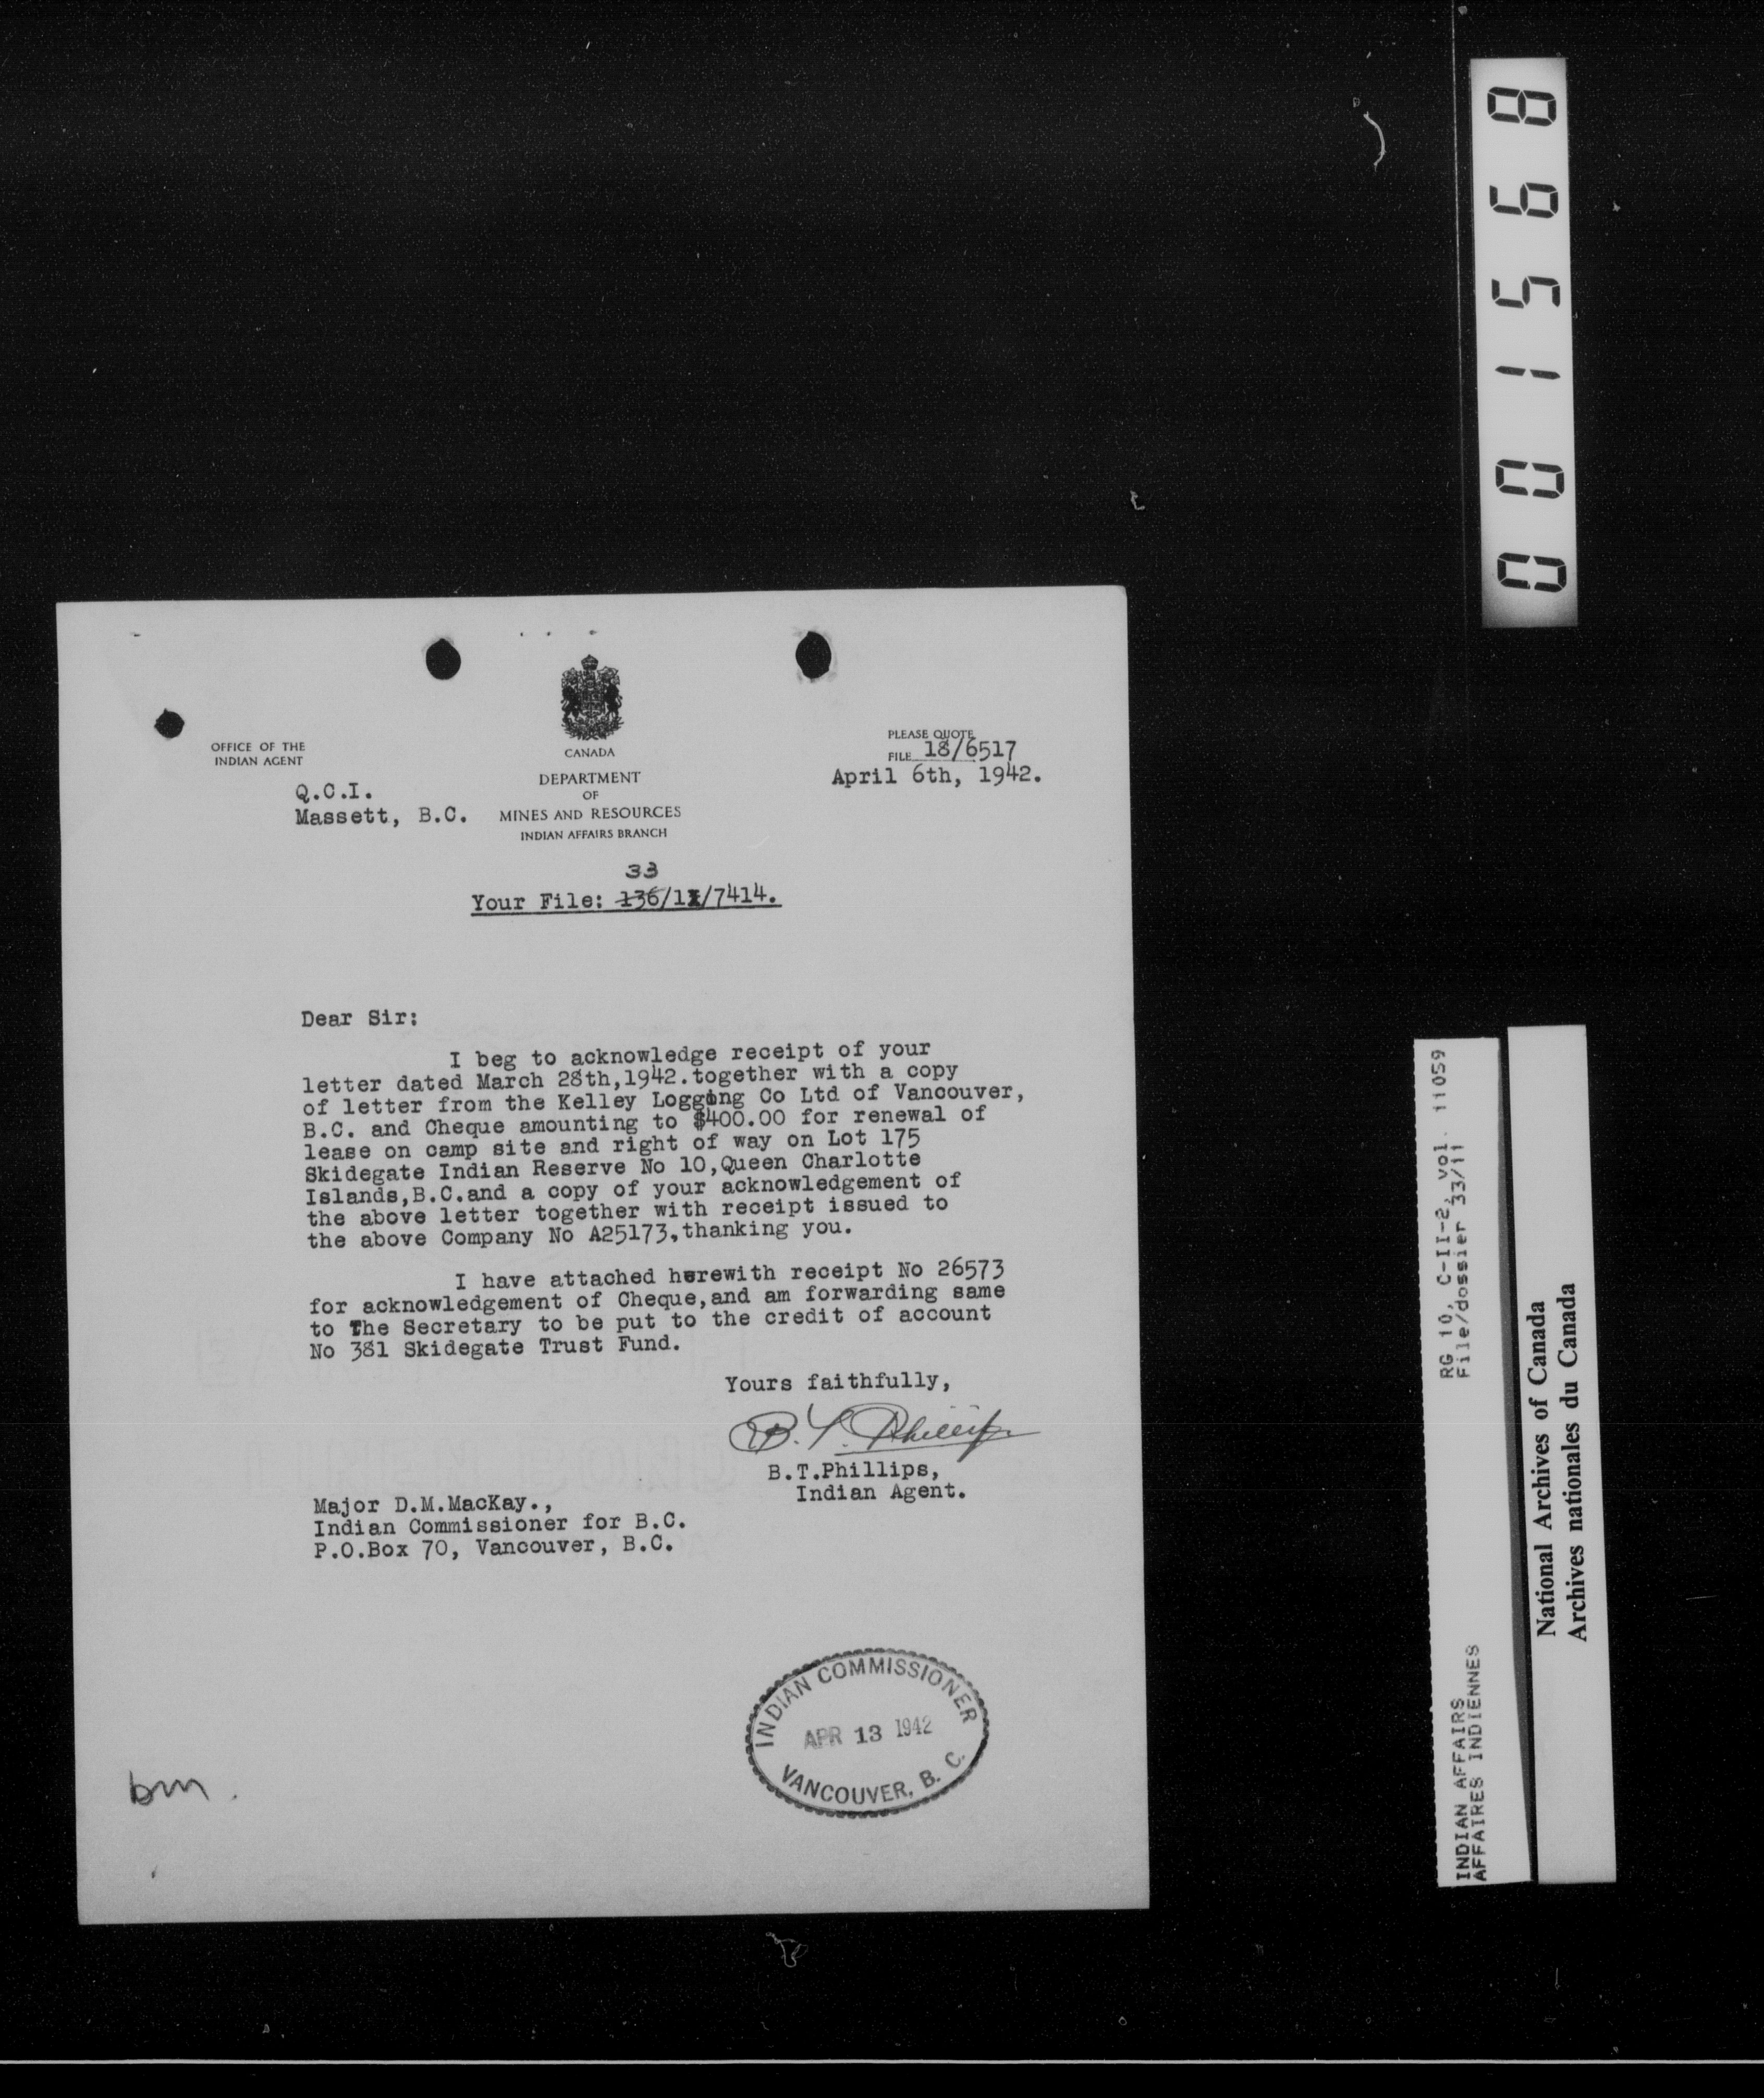 OFFICE OF THE
INDIAN AGENT
Q.C.I.
Massett, B.C.
CANADA
DEPARTMENT
OF
MINES AND RESOURCES
INDIAN AFFAIRS BRANCH
PLEASE QUOTE
FILE 18/6517
April 6th, 1942.
33
Your File: 136/11/7414.
Dear Sir:
I beg to acknowledge receipt of your
letter dated March 28th,1942.together with a copy
of letter from the Kelley Logging Co Ltd of Vancouver,
B.C. and Cheque amounting to $400.00 for renewal of
lease on camp site and right of way on Lot 175
Skidegate Indian Reserve No 10,Queen Charlotte
Islands,B.C.and a copy of your acknowledgement of
the above letter together with receipt issued to
the above Company No A25173,thanking you.
I have attached herewith receipt No 26573
for acknowledgement of Cheque,and am forwarding same
to The Secretary to be put to the credit of account
No 381 Skidegate Trust Fund.
Yours faithfully,
B. T. Phillips
B.T.Phillips,
Indian Agent.
Major D.M.MacKay.,
Indian Commissioner for B.C.
P.O.Box 70, Vancouver, B.C.
INDIAN COMMISSIONER
APR 13 1942
VANCOUVER, B. C.
bm.
001568
INDIAN AFFAIRS RG 10, C-II-2, vol. 11059
AFFAIRES INDIENNES File/dossier 33/11
National Archives of Canada
Archives nationales du Canada